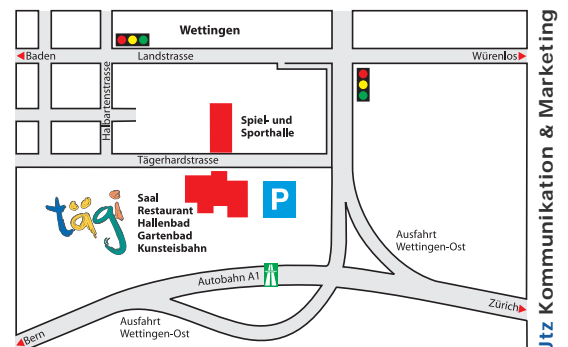 Wettingen
Baden
Landstrasse
Würenlos
Halbartenstrasse
Spiel- und
Sporthalle
Tägerhardstrasse
tägi
Saal
Restaurant
Hallenbad
Gartenbad
Kunsteisbahn
P
Ausfahrt
Wettingen-Ost
Autobahn A1
Zürich
Ausfahrt
Wettingen-Ost
Bern
Utz Kommunikation & Marketing